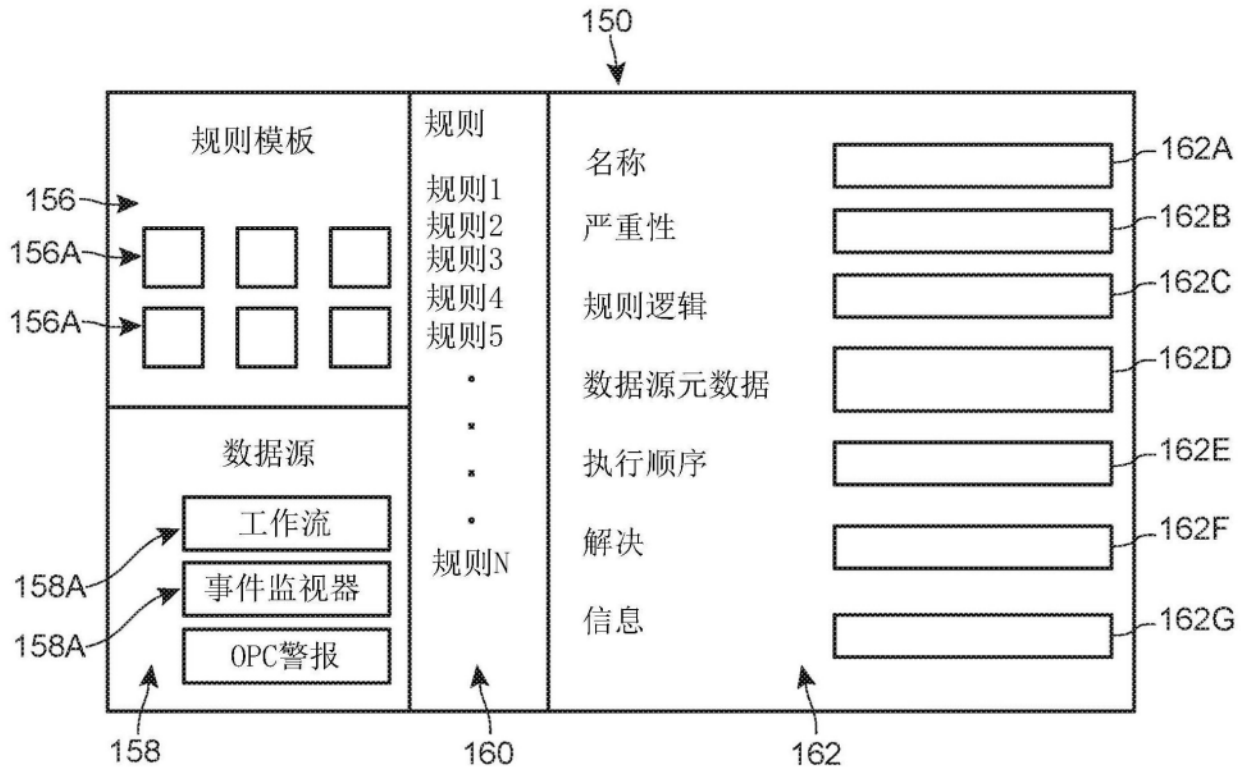 150
规则模板
156
156A
156A
数据源
工作流
158A
事件监视器
158A
OPC警报
158
规则
规则1
规则2
规则3
规则4
规则5
规则N
160
名称
162A
严重性
162B
规则逻辑
162C
数据源元数据
162D
执行顺序
162E
解决
162F
信息
162G
162